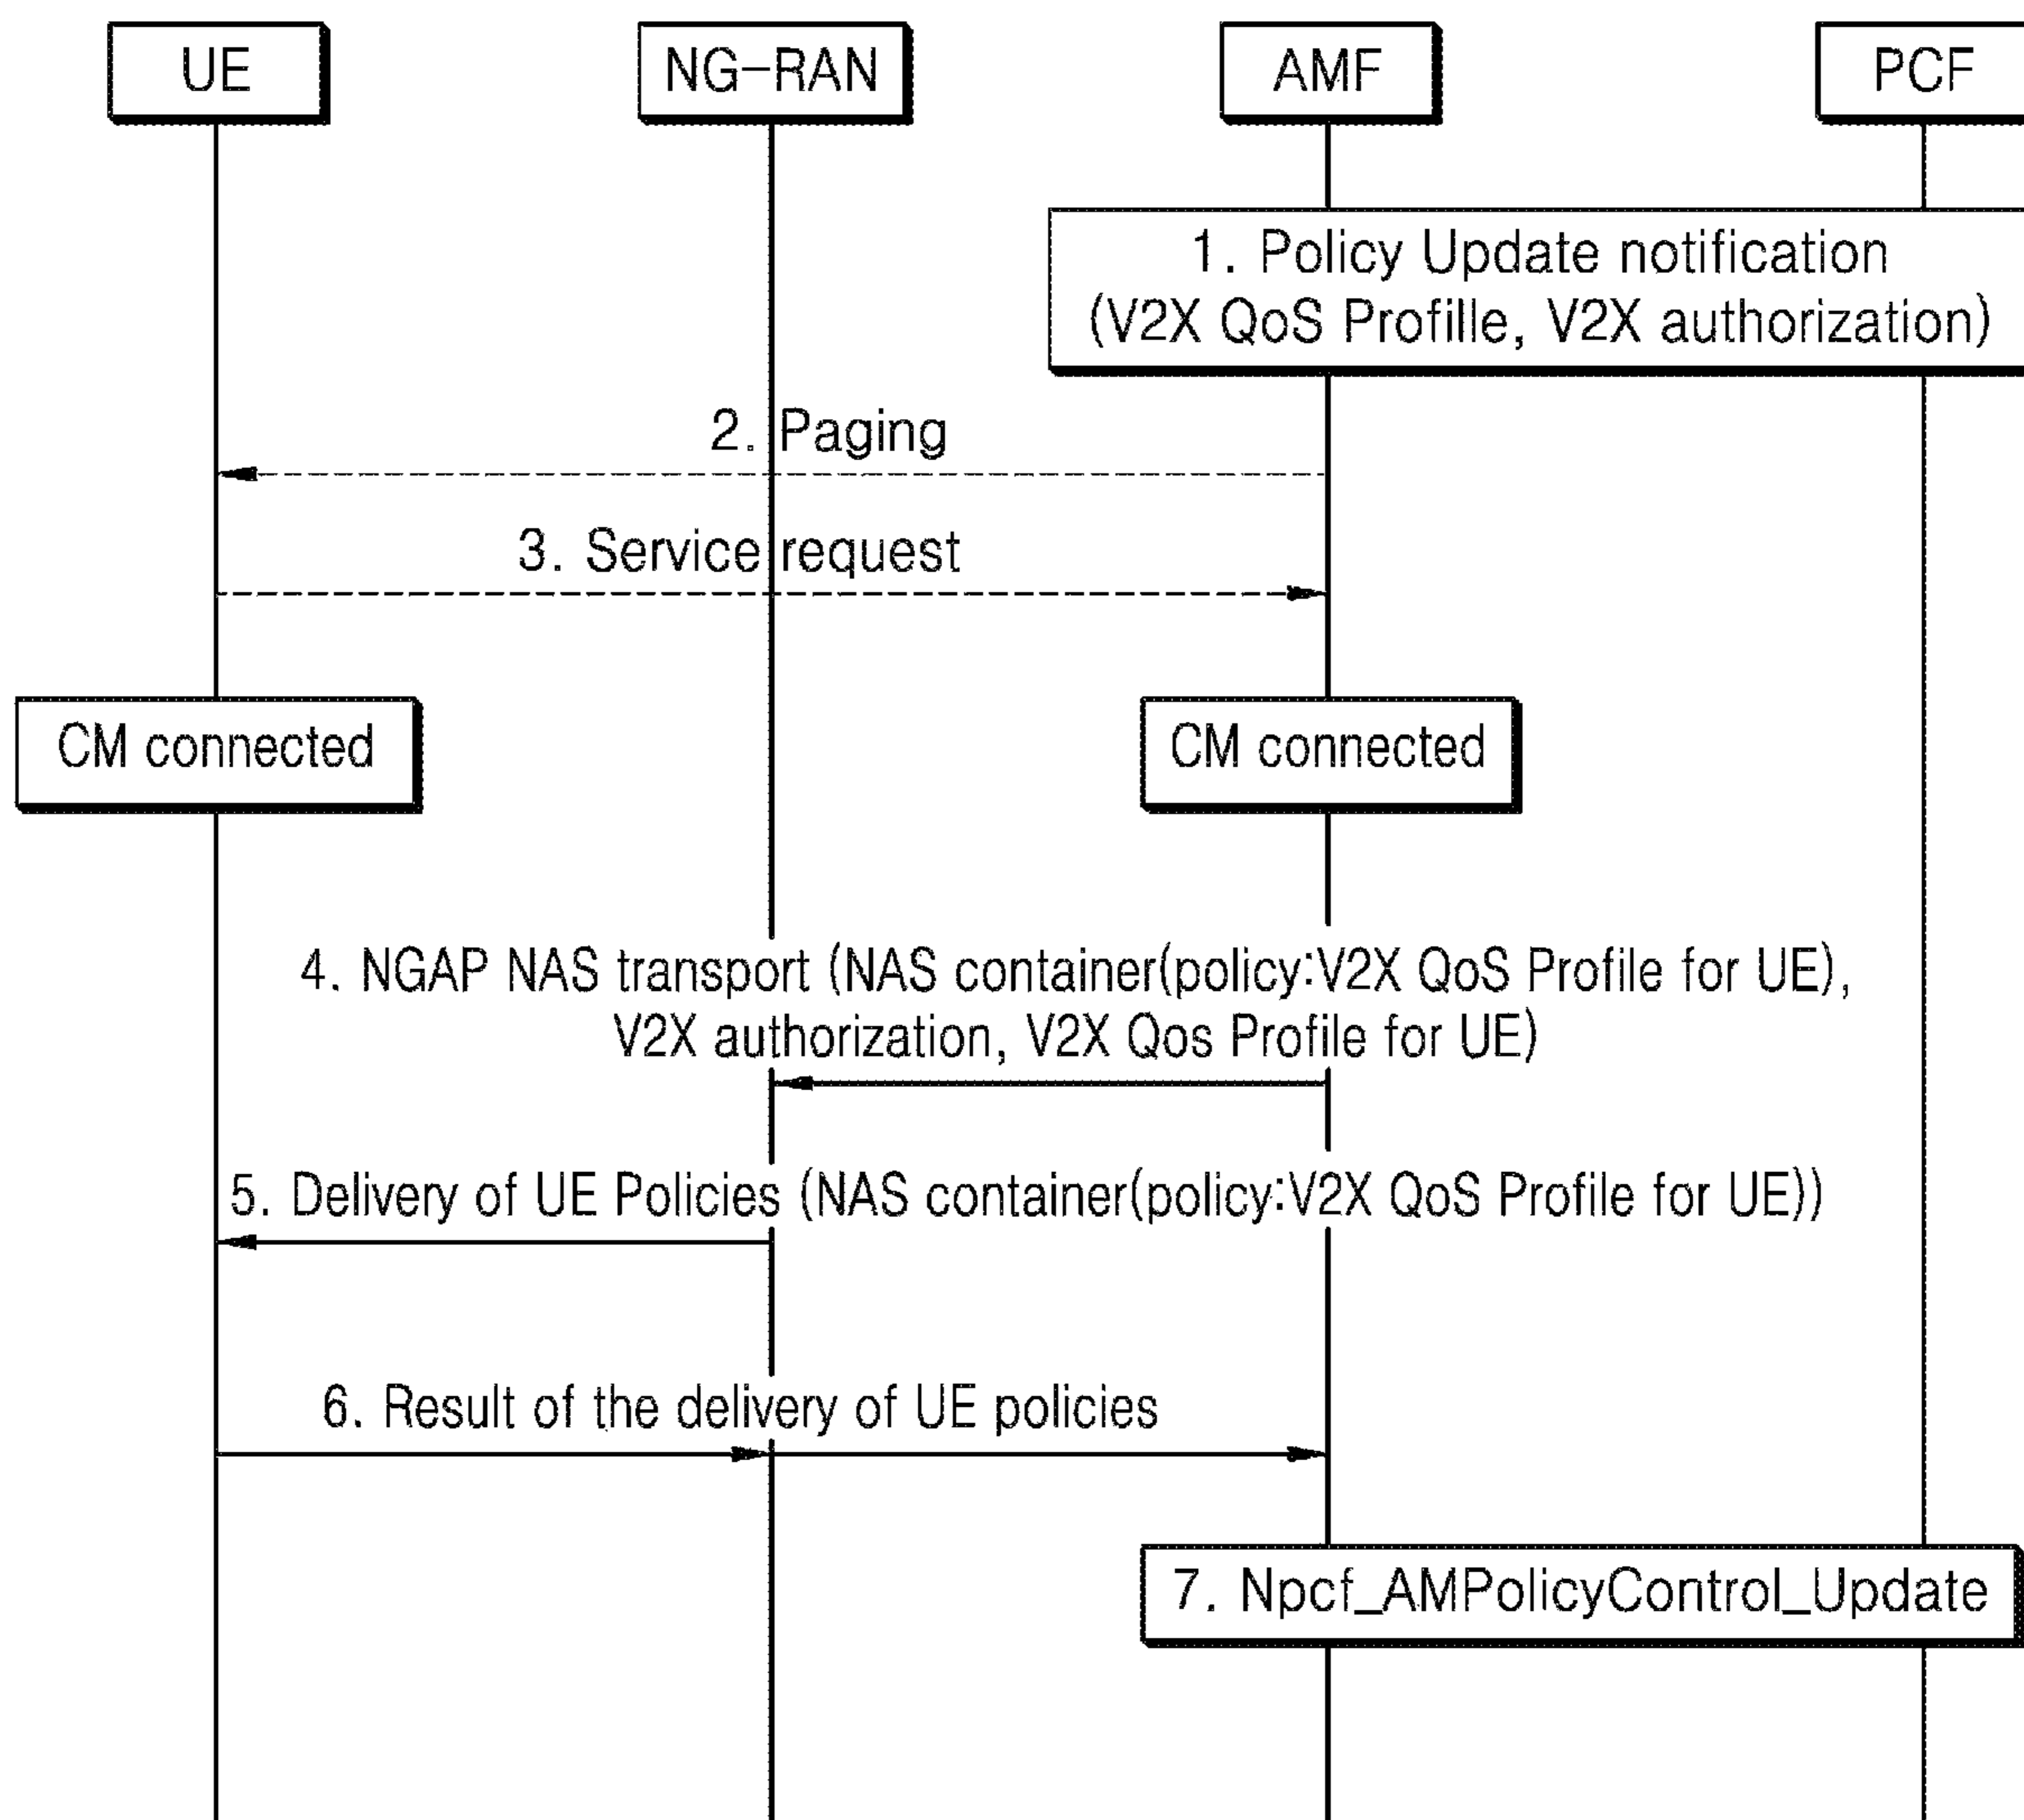 UE
NG-RAN
AMF
PCF
1. Policy Update notification
(V2X QoS Profille, V2X authorization)
2. Paging
3. Service request
CM connected
CM connected
4. NGAP NAS transport (NAS container(policy:V2X QoS Profile for UE),
V2X authorization, V2X Qos Profile for UE)
5. Delivery of UE Policies (NAS container(policy:V2X QoS Profile for UE))
6. Result of the delivery of UE policies
7. Npcf_AMPolicyControl_Update